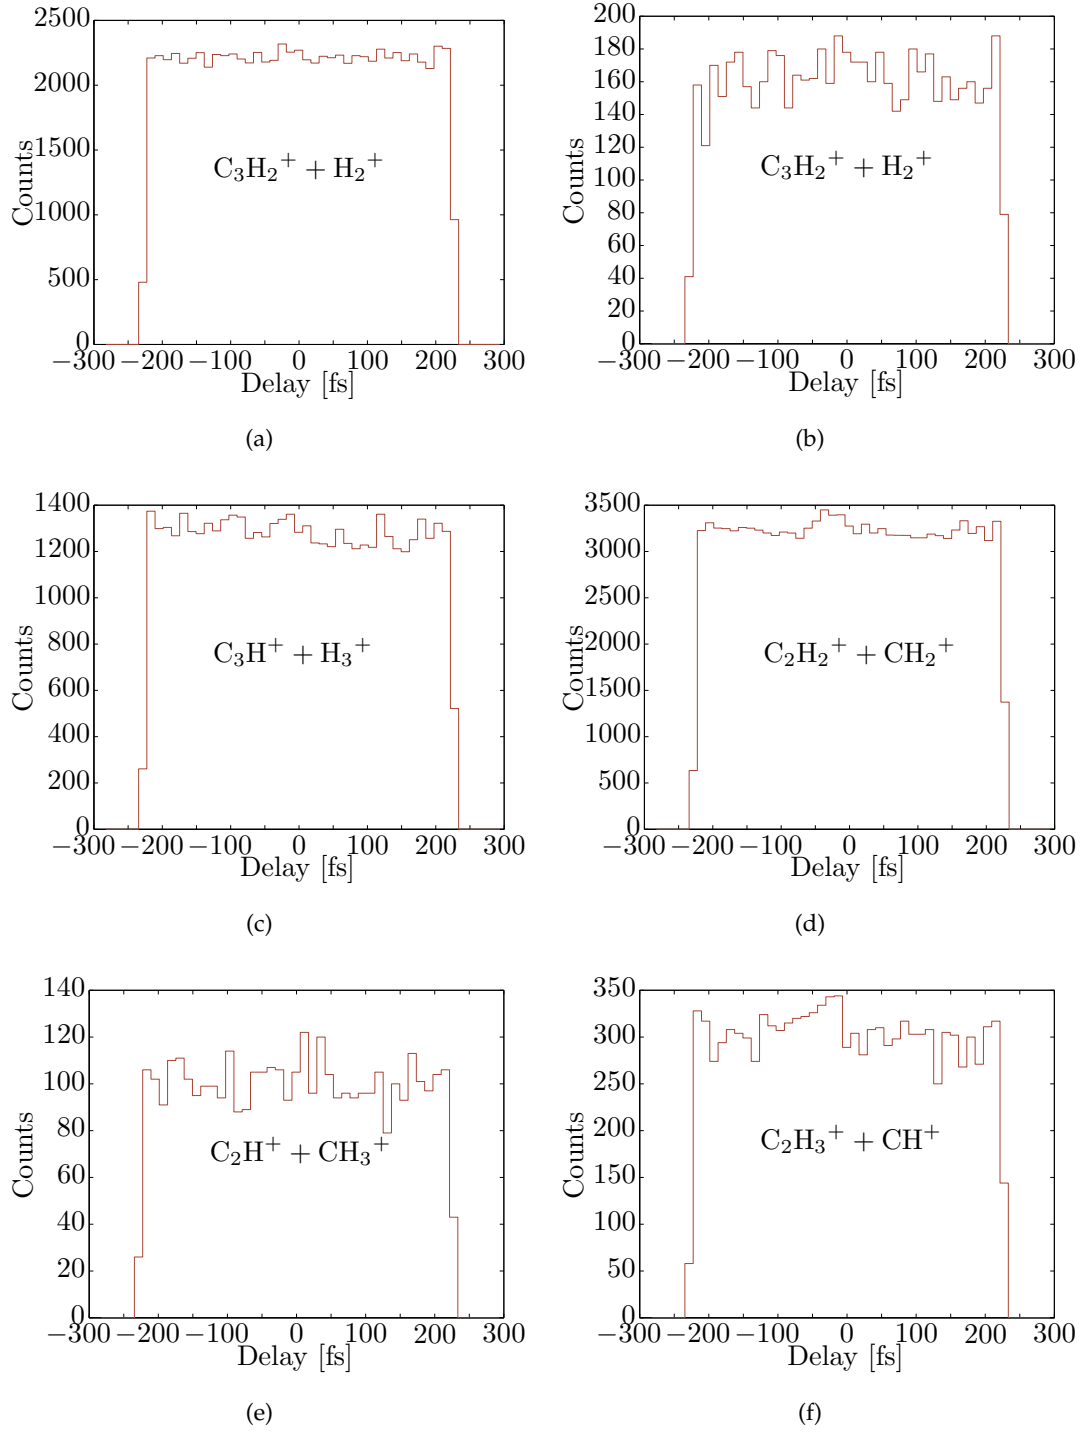 2500
2000
1500
1000
500
0
Counts
C₃H₂⁺ + H₂⁺
−300 −200 −100 0 100 200 300
Delay [fs]
(a)
200
180
160
140
120
100
80
60
40
20
0
Counts
C₃H₂⁺ + H₂⁺
−300 −200 −100 0 100 200 300
Delay [fs]
(b)
1400
1200
1000
800
600
400
200
0
Counts
C₃H⁺ + H₃⁺
−300 −200 −100 0 100 200 300
Delay [fs]
(c)
3500
3000
2500
2000
1500
1000
500
0
Counts
C₂H₂⁺ + CH₂⁺
−300 −200 −100 0 100 200 300
Delay [fs]
(d)
140
120
100
80
60
40
20
0
Counts
C₂H⁺ + CH₃⁺
−300 −200 −100 0 100 200 300
Delay [fs]
(e)
350
300
250
200
150
100
50
0
Counts
C₂H₃⁺ + CH⁺
−300 −200 −100 0 100 200 300
Delay [fs]
(f)